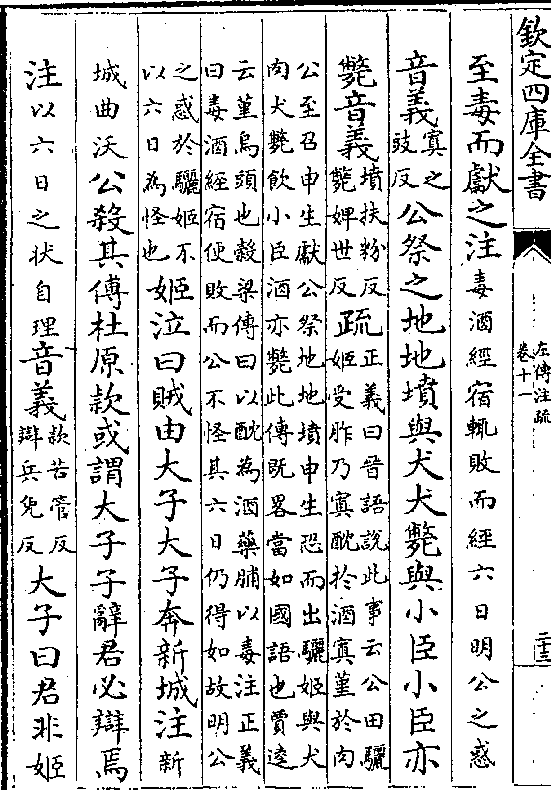 欽定四庫全書
左傳注疏
卷十一
二十三
至毒而獻之注毒酒經宿輒敗而經六日明公之惑
音義寘之豉反公祭之地地墳與犬犬斃與小臣小臣亦
斃音義墳扶粉反斃婢世反疏正義曰晉語說此事云公田驪姬受胙乃寘酖於酒寘堇於肉
公至召申生獻公祭地地墳申生恐而出驪姬與犬
肉犬斃飲小臣酒亦斃此傳既畧當如國語也賈逵
云堇烏頭也榖梁傳曰以酖為酒藥脯以毒注正義
曰毒酒經宿便敗而公不怪其六日仍得如故明公
之惑於驪姬不以六日為怪也姬泣曰賊由大子大子奔新城注新
城曲沃公殺其傅杜原款或謂大子子辭君必辯焉
注以六日之狀自理音義款苦管反辯兵免反大子曰君非姬